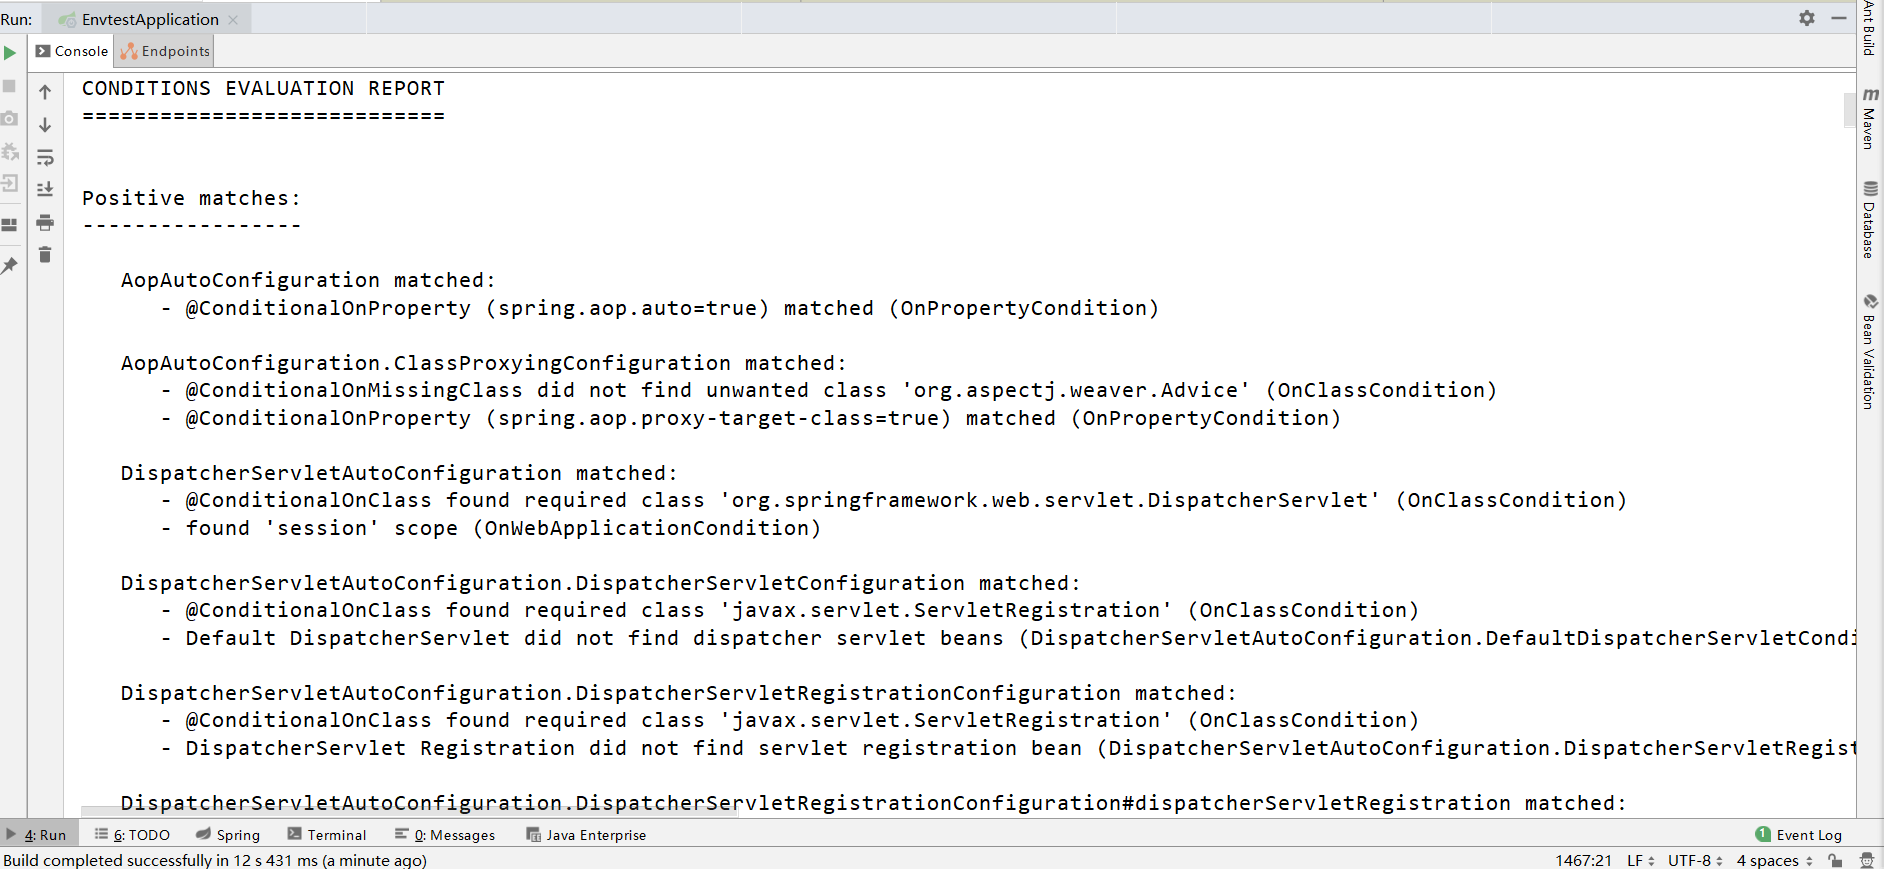 Run: EnvtestApplication
Console Endpoints
CONDITIONS EVALUATION REPORT
============================
Positive matches:
-----------------
AopAutoConfiguration matched:
- @ConditionalOnProperty (spring.aop.auto=true) matched (OnPropertyCondition)
AopAutoConfiguration.ClassProxyingConfiguration matched:
- @ConditionalOnMissingClass did not find unwanted class 'org.aspectj.weaver.Advice' (OnClassCondition)
- @ConditionalOnProperty (spring.aop.proxy-target-class=true) matched (OnPropertyCondition)
DispatcherServletAutoConfiguration matched:
- @ConditionalOnClass found required class 'org.springframework.web.servlet.DispatcherServlet' (OnClassCondition)
- found 'session' scope (OnWebApplicationCondition)
DispatcherServletAutoConfiguration.DispatcherServletConfiguration matched:
- @ConditionalOnClass found required class 'javax.servlet.ServletRegistration' (OnClassCondition)
- Default DispatcherServlet did not find dispatcher servlet beans (DispatcherServletAutoConfiguration.DefaultDispatcherServletCondi
DispatcherServletAutoConfiguration.DispatcherServletRegistrationConfiguration matched:
- @ConditionalOnClass found required class 'javax.servlet.ServletRegistration' (OnClassCondition)
- DispatcherServlet Registration did not find servlet registration bean (DispatcherServletAutoConfiguration.DispatcherServletRegist
DispatcherServletAutoConfiguration.DispatcherServletRegistrationConfiguration#dispatcherServletRegistration matched:
Ant Build
m Maven
Database
Bean Validation
4: Run 6: TODO Spring Terminal 0: Messages Java Enterprise 1 Event Log
Build completed successfully in 12 s 431 ms (a minute ago) 1467:21 LF UTF-8 4 spaces